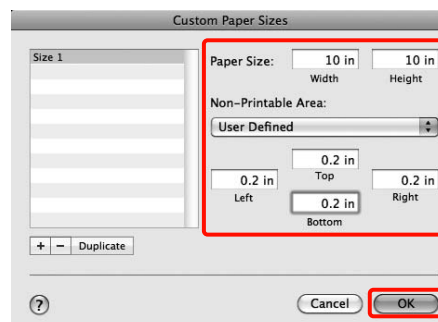 Custom Paper Sizes
Size 1
Paper Size: 10 in 10 in
Width Height
Non-Printable Area:
User Defined
0.2 in
Top
0.2 in 0.2 in
Left Right
0.2 in
Bottom
+ − Duplicate
? Cancel OK